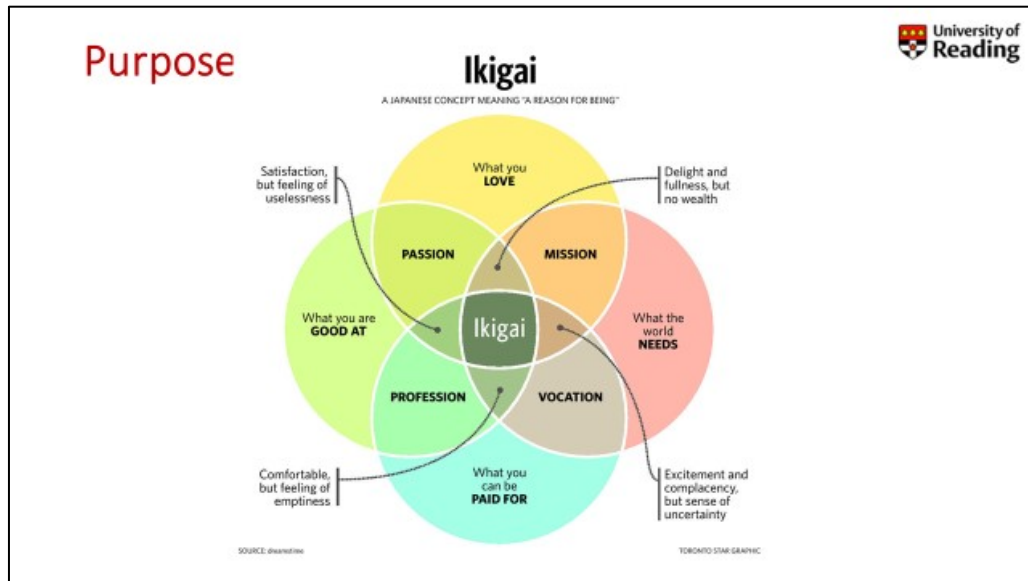 Purpose
University of
Reading
Ikigai
A JAPANESE CONCEPT MEANING "A REASON FOR BEING"
Satisfaction,
but feeling of
uselessness
What you
LOVE
Delight and
fullness, but
no wealth
PASSION
MISSION
What you are
GOOD AT
Ikigai
What the
world
NEEDS
PROFESSION
VOCATION
Comfortable,
but feeling of
emptiness
What you
can be
PAID FOR
Excitement and
complacency,
but sense of
uncertainty
SOURCE: dreamstime
TORONTO STAR GRAPHIC